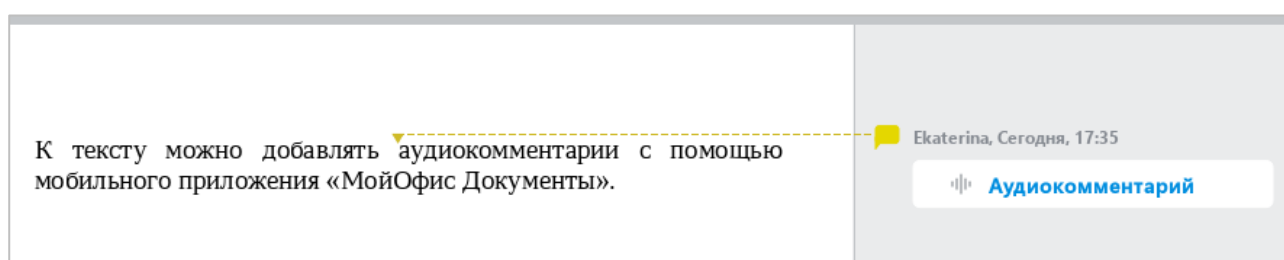 К тексту можно добавлять аудиокомментарии с помощью
мобильного приложения «МойОфис Документы».
Ekaterina, Сегодня, 17:35
Аудиокомментарий